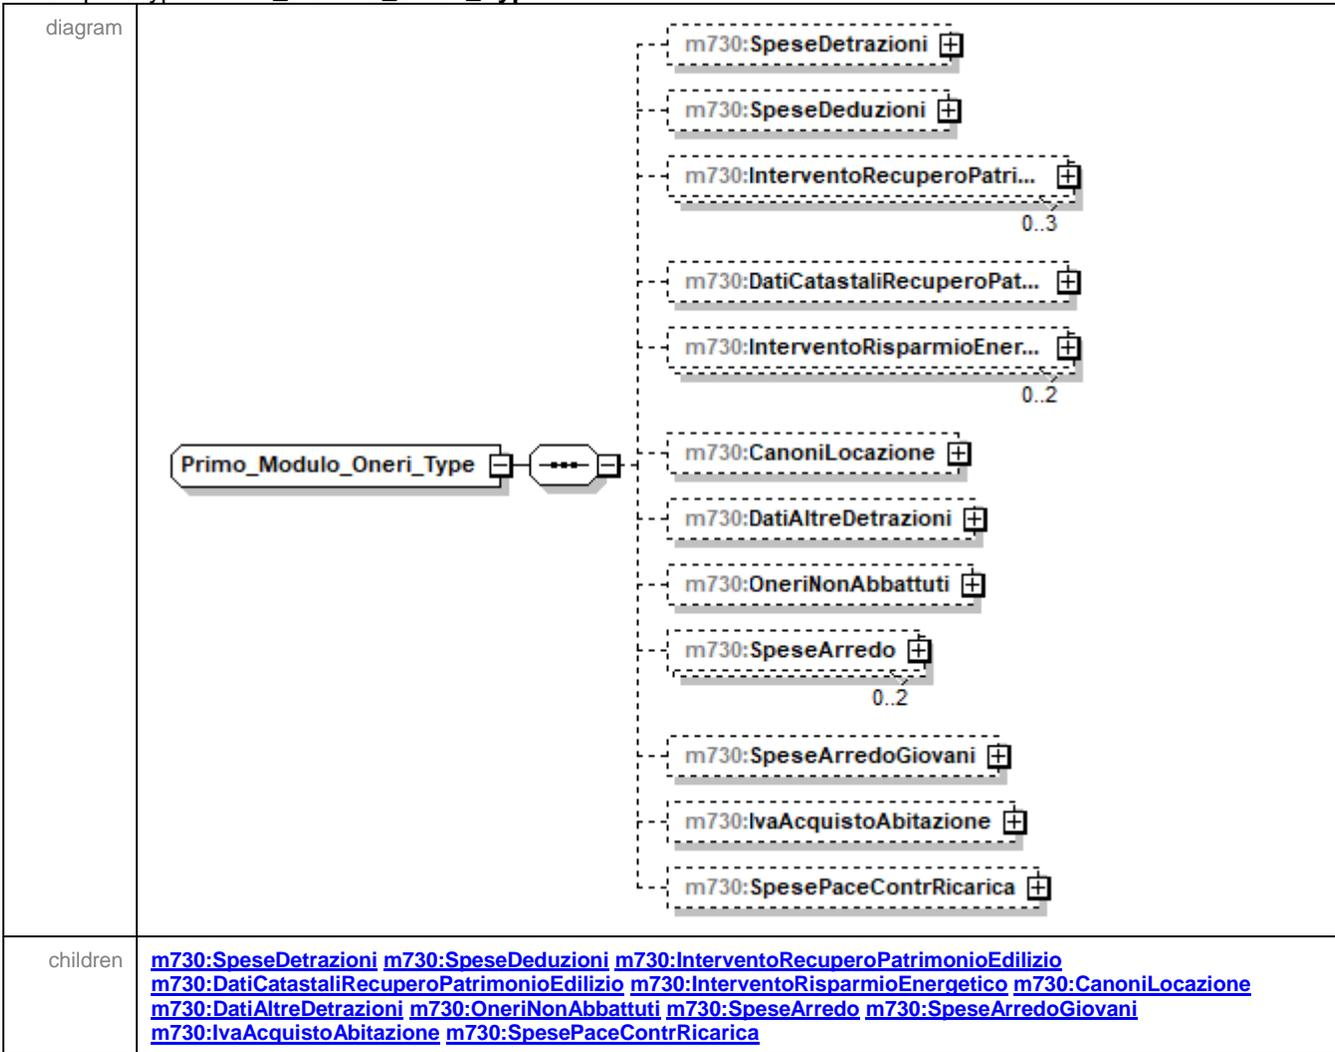 diagram
m730:SpeseDetrazioni
m730:SpeseDeduzioni
m730:InterventoRecuperoPatri...
0..3
m730:DatiCatastaliRecuperoPat...
m730:InterventoRisparmioEner...
0..2
m730:CanoniLocazione
Primo_Modulo_Oneri_Type
m730:DatiAltreDetrazioni
m730:OneriNonAbbattuti
m730:SpeseArredo
0..2
m730:SpeseArredoGiovani
m730:IvaAcquistoAbitazione
m730:SpesePaceContrRicarica
children
m730:SpeseDetrazioni m730:SpeseDeduzioni m730:InterventoRecuperoPatrimonioEdilizio
m730:DatiCatastaliRecuperoPatrimonioEdilizio m730:InterventoRisparmioEnergetico m730:CanoniLocazione
m730:DatiAltreDetrazioni m730:OneriNonAbbattuti m730:SpeseArredo m730:SpeseArredoGiovani
m730:IvaAcquistoAbitazione m730:SpesePaceContrRicarica